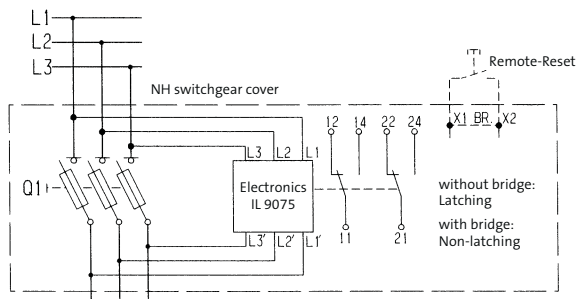 L1
L2
L3
Remote-Reset
NH switchgear cover
X1 BR. X2
12 14 22 24
L3 L2 L1
Q1
Electronics
IL 9075
without bridge:
Latching
with bridge:
Non-latching
11 21
L3' L2' L1'